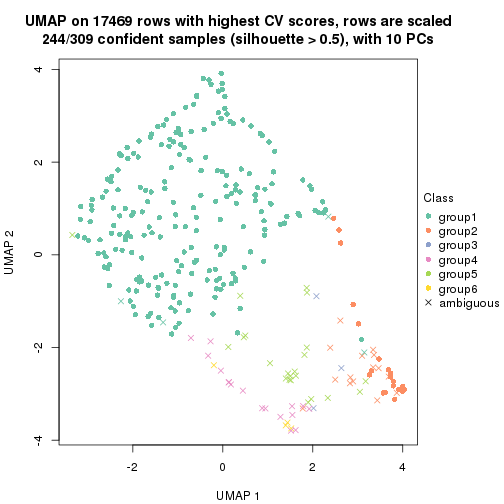 UMAP on 17469 rows with highest CV scores, rows are scaled
244/309 confident samples (silhouette > 0.5), with 10 PCs
4
2
0
-2
-4
UMAP 2
-2
0
2
4
UMAP 1
Class
group1
group2
group3
group4
group5
group6
ambiguous